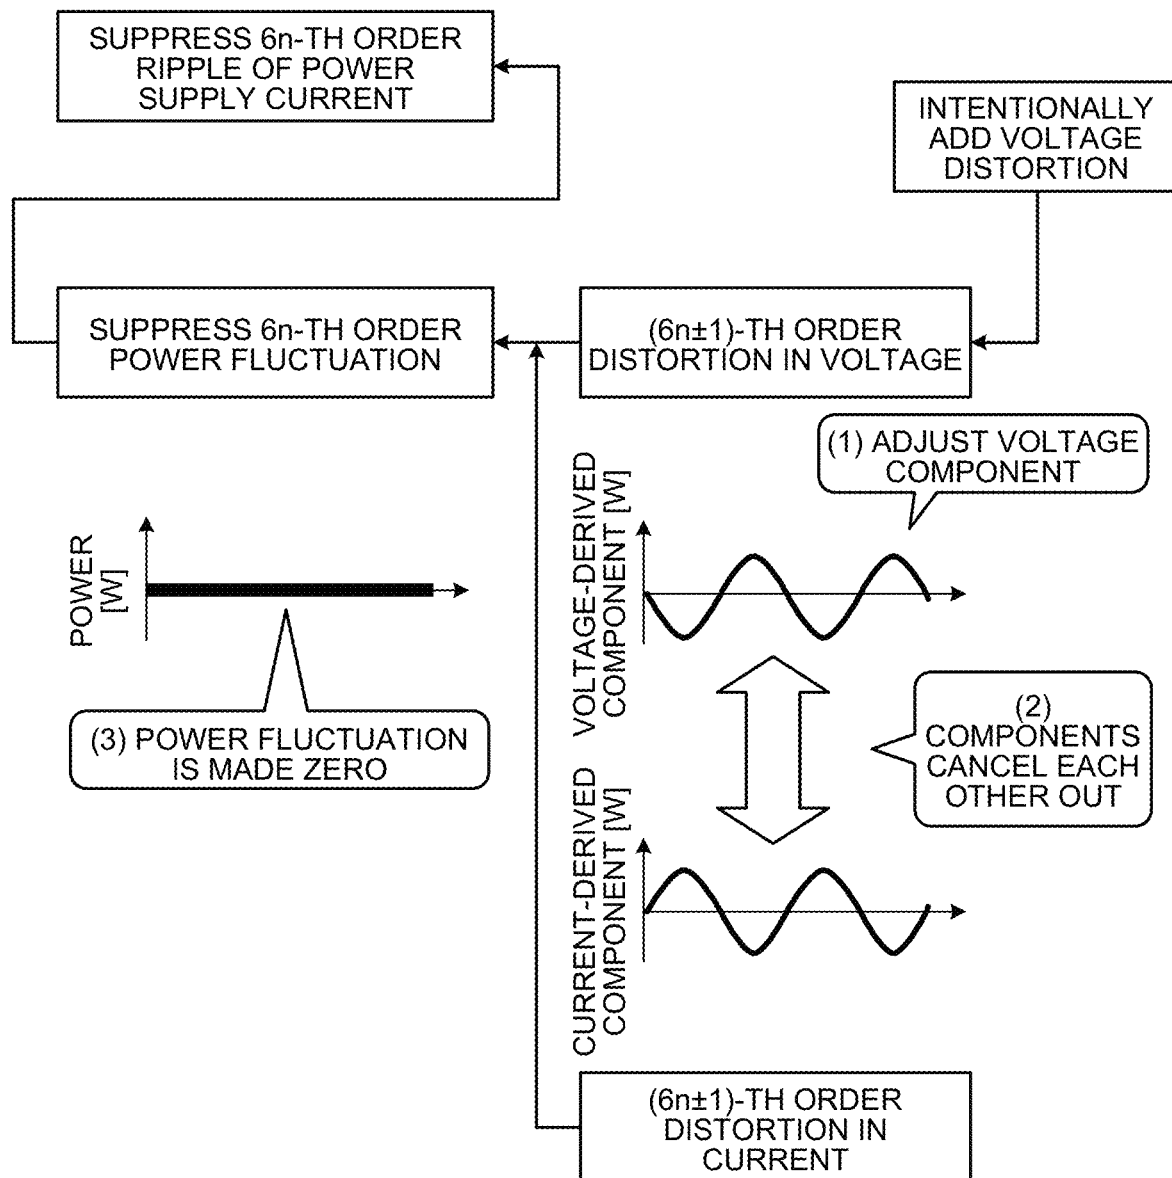 SUPPRESS 6n-TH ORDER
RIPPLE OF POWER
SUPPLY CURRENT
INTENTIONALLY
ADD VOLTAGE
DISTORTION
SUPPRESS 6n-TH ORDER
POWER FLUCTUATION
(6n±1)-TH ORDER
DISTORTION IN VOLTAGE
(1) ADJUST VOLTAGE
COMPONENT
VOLTAGE-DERIVED
COMPONENT [W]
POWER
[W]
(3) POWER FLUCTUATION
IS MADE ZERO
(2)
COMPONENTS
CANCEL EACH
OTHER OUT
CURRENT-DERIVED
COMPONENT [W]
(6n±1)-TH ORDER
DISTORTION IN
CURRENT